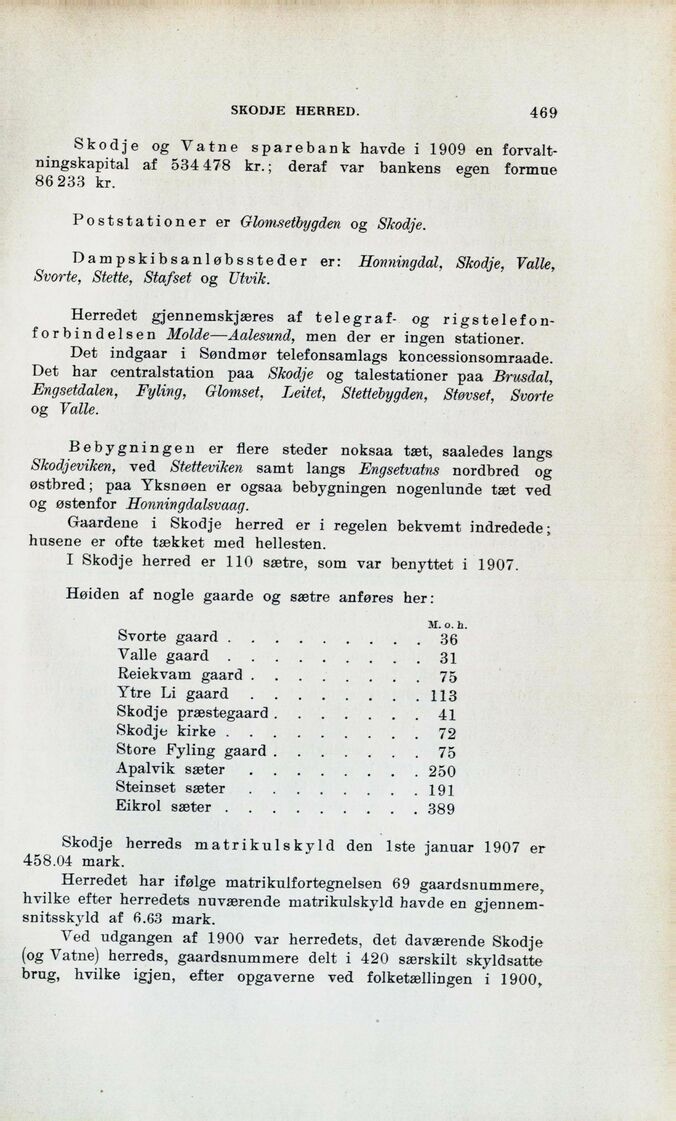 SKODJE HERRED. 469
Skodje og Vatne sparebank havde i 1909 en forvalt-
ningskapital af 534 478 kr.; deraf var bankens egen formue
86 233 kr.
Poststationer er Glomsetbygden og Skodje.
Dampskibsanløbssteder er: Honningdal, Skodje, Valle,
Svorte, Stette, Stafset og Utvik.
Herredet gjennemskjæres af telegraf- og rigstelefon-
forbindelsen Molde—Aalesund, men der er ingen stationer.
Det indgaar i Søndmør telefonsamlags koncessionsomraade.
Det har centralstation paa Skodje og talestationer paa Brusdal,
Engsetdalen, Fyling, Glomset, Leitet, Stettebygden, Støvset, Svorte
og Valle.
Bebygningen er flere steder noksaa tæt, saaledes langs
Skodjeviken, ved Stetteviken samt langs Engsetvatns nordbred og
østbred; paa Yksnøen er ogsaa bebygningen nogenlunde tæt ved
og østenfor Honningdalsvaag.
Gaardene i Skodje herred er i regelen bekvemt indredede;
husene er ofte tækket med hellesten.
I Skodje herred er 110 sætre, som var benyttet i 1907.
Høiden af nogle gaarde og sætre anføres her:
M. o. h.
Svorte gaard . . . . . . . . . 36
Valle gaard . . . . . . . . . 31
Reiekvam gaard . . . . . . . . 75
Ytre Li gaard . . . . . . . . 113
Skodje præstegaard . . . . . . . 41
Skodje kirke . . . . . . . . . 72
Store Fyling gaard . . . . . . . 75
Apalvik sæter . . . . . . . . 250
Steinset sæter . . . . . . . . 191
Eikrol sæter . . . . . . . . . 389
Skodje herreds matrikulskyld den 1ste januar 1907 er
458.04 mark.
Herredet har ifølge matrikulfortegnelsen 69 gaardsnummere,
hvilke efter herredets nuværende matrikulskyld havde en gjennem-
snitsskyld af 6.63 mark.
Ved udgangen af 1900 var herredets, det daværende Skodje
(og Vatne) herreds, gaardsnummere delt i 420 særskilt skyldsatte
brug, hvilke igjen, efter opgaverne ved folketællingen i 1900,